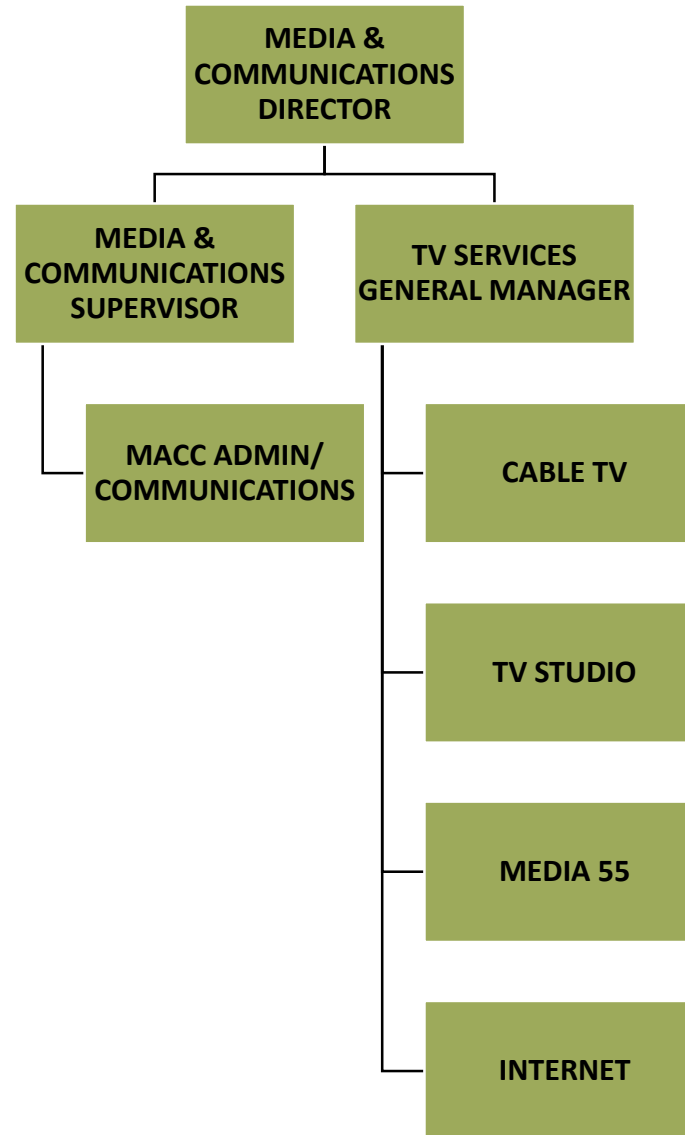 MEDIA &
COMMUNICATIONS
DIRECTOR
MEDIA &
COMMUNICATIONS
SUPERVISOR
TV SERVICES
GENERAL MANAGER
MACC ADMIN/
COMMUNICATIONS
CABLE TV
TV STUDIO
MEDIA 55
INTERNET